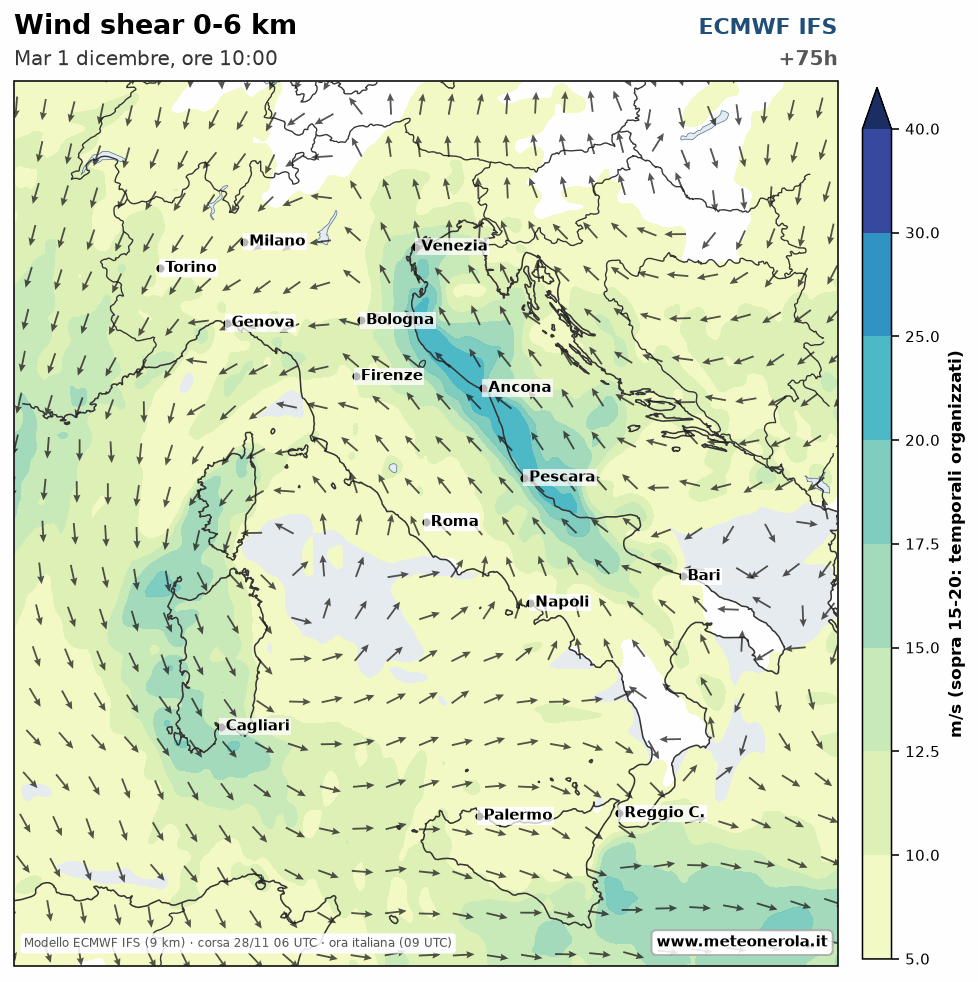 Wind shear 0-6 km
ECMWF IFS
Mar 1 dicembre, ore 10:00
+75h
Venezia
Milano
Torino
Genova
Bologna
Firenze
Ancona
Pescara
Roma
Bari
Napoli
Cagliari
Palermo
Reggio C.
Modello ECMWF IFS (9 km) · corsa 28/11 06 UTC · ora italiana (09 UTC)
www.meteonerola.it
40.0
30.0
25.0
20.0
17.5
15.0
12.5
10.0
5.0
m/s (sopra 15-20: temporali organizzati)